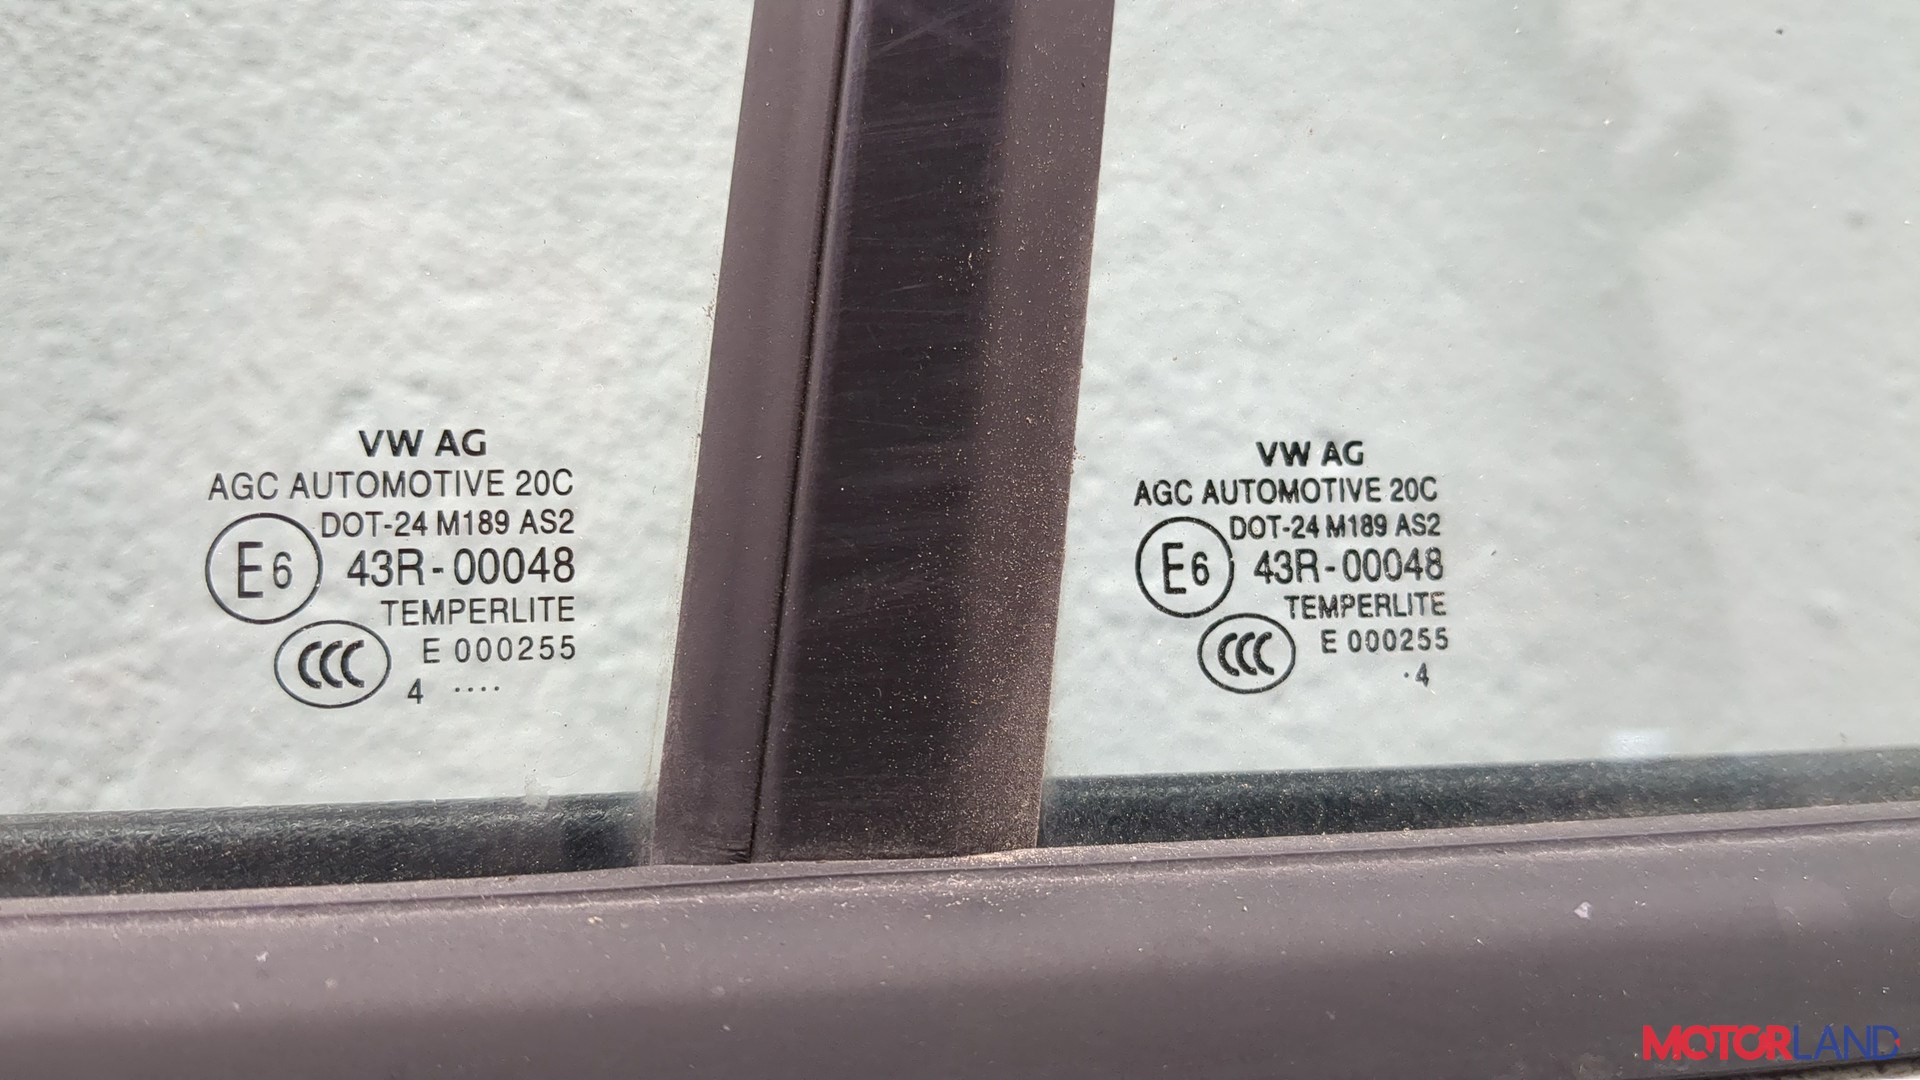 VW AG
AGC AUTOMOTIVE 20C
DOT-24 M189 AS2
E6 43R-00048
TEMPERLITE
CCC E 000255
4 ....
VW AG
AGC AUTOMOTIVE 20C
DOT-24 M189 AS2
E6 43R-00048
TEMPERLITE
CCC E 000255
.4
MOTORLAND